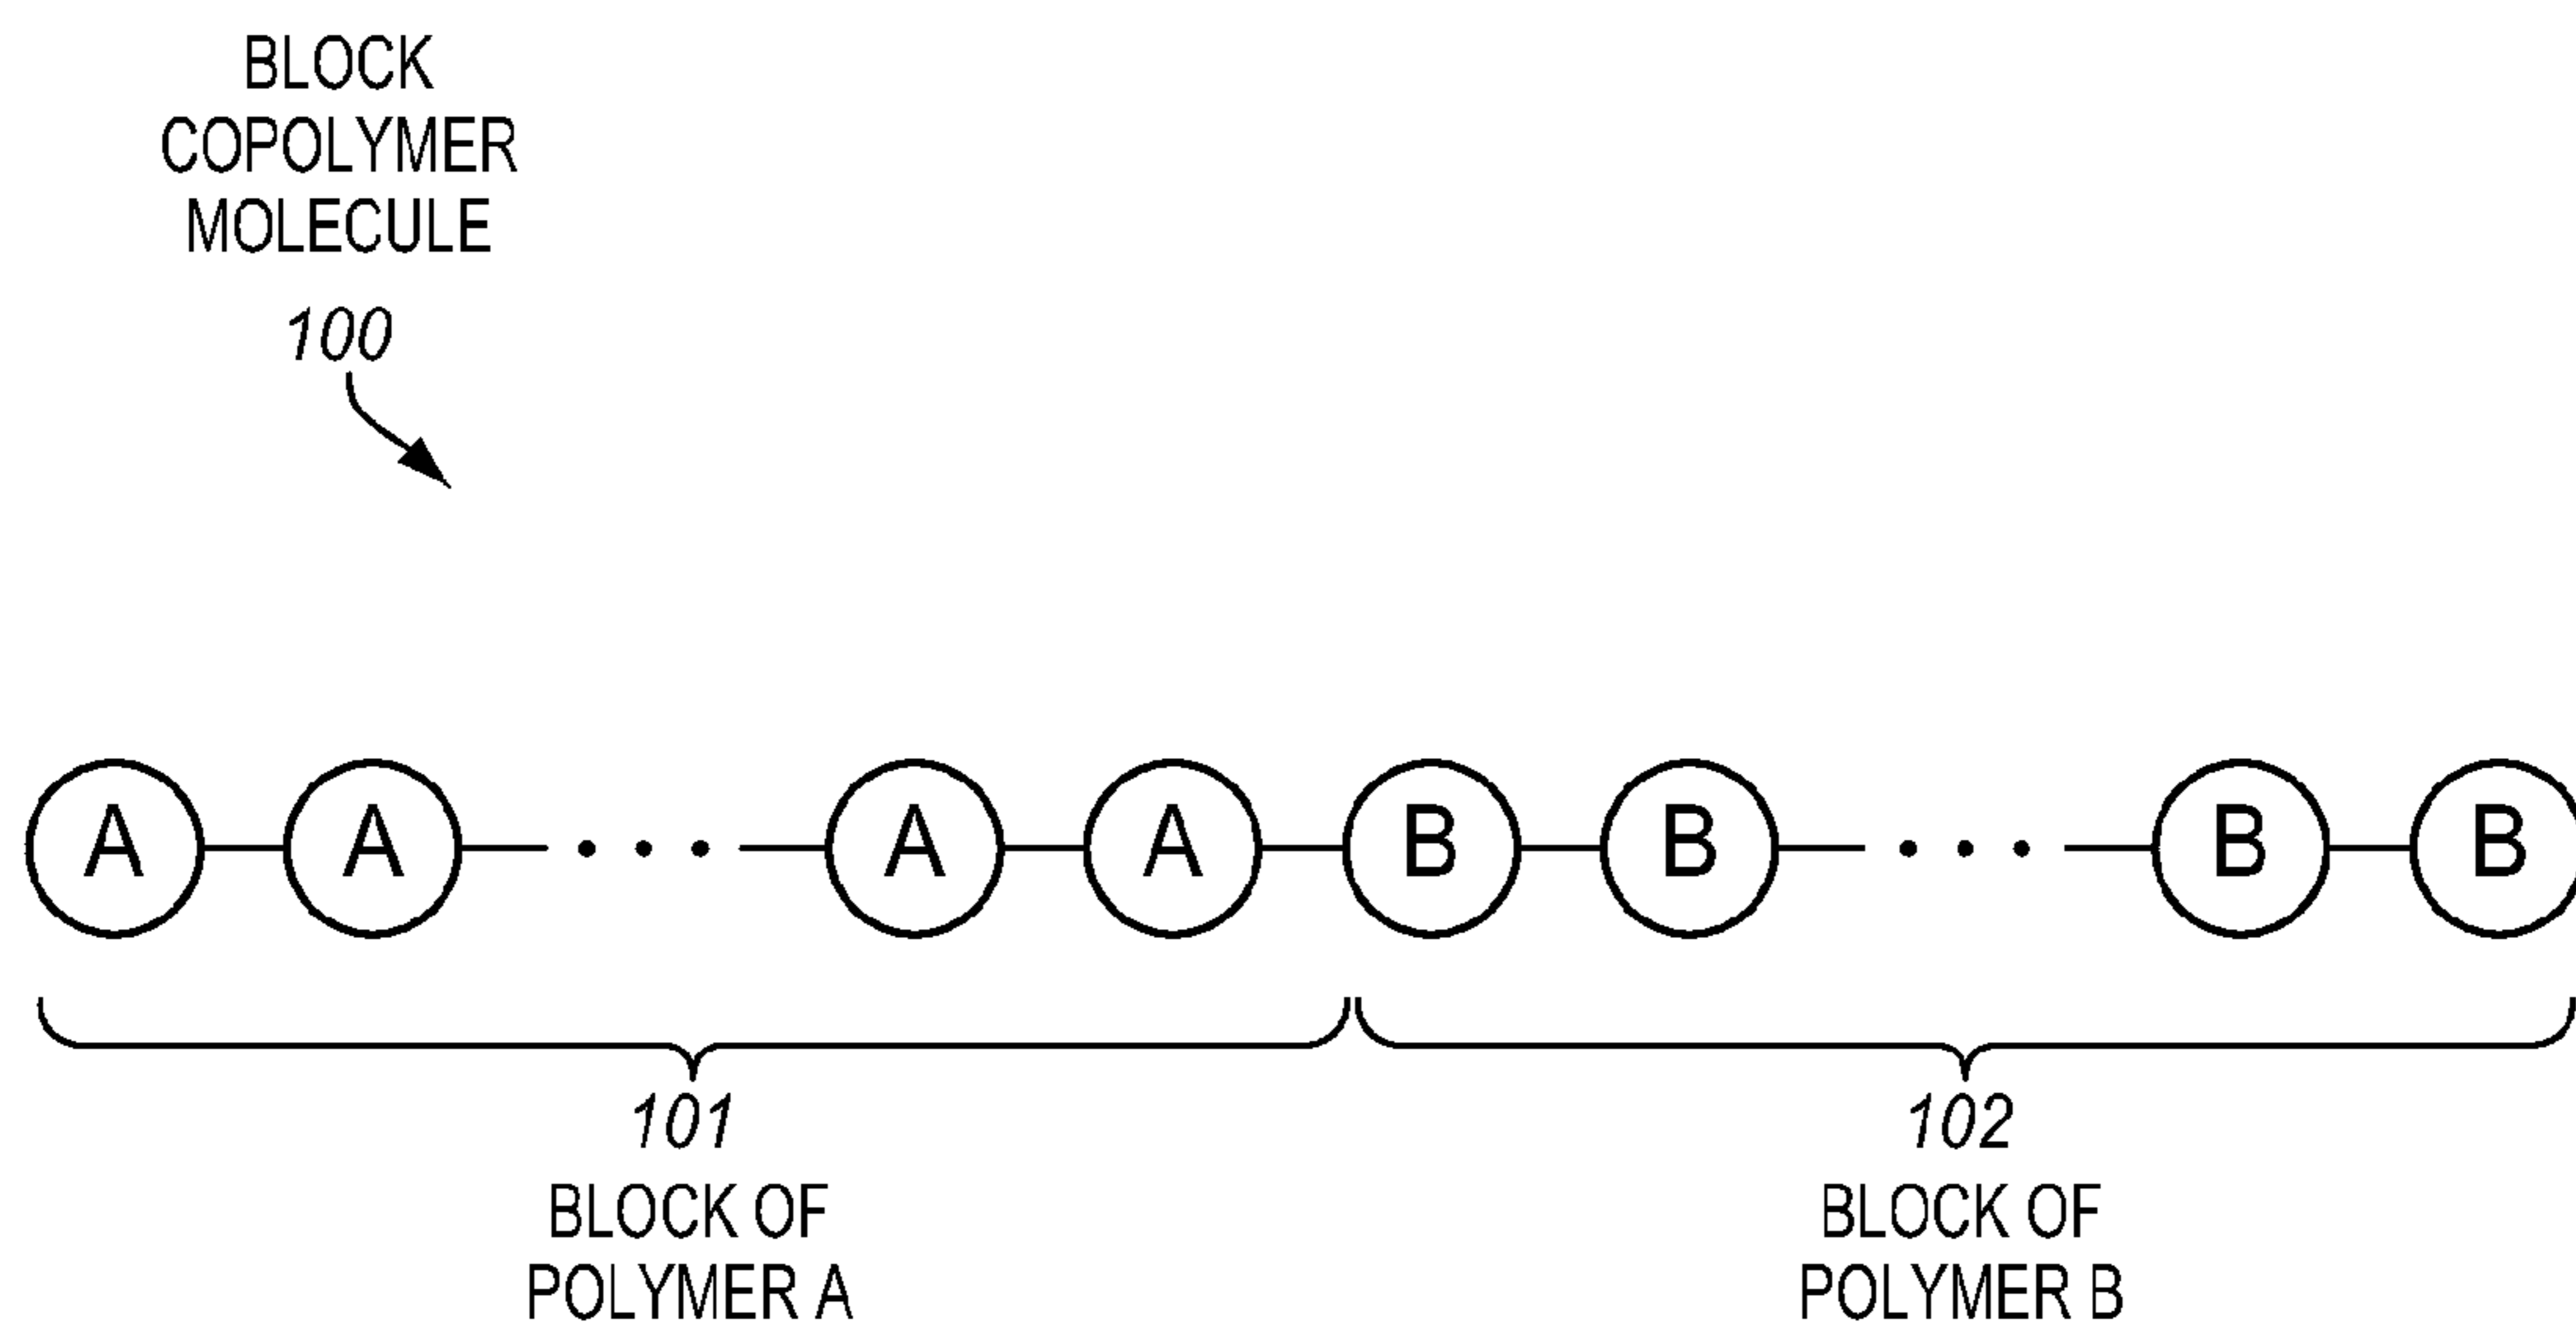 BLOCK
COPOLYMER
MOLECULE
100
A A • • • A A B B • • • B B
101 102
BLOCK OF BLOCK OF
POLYMER A POLYMER B